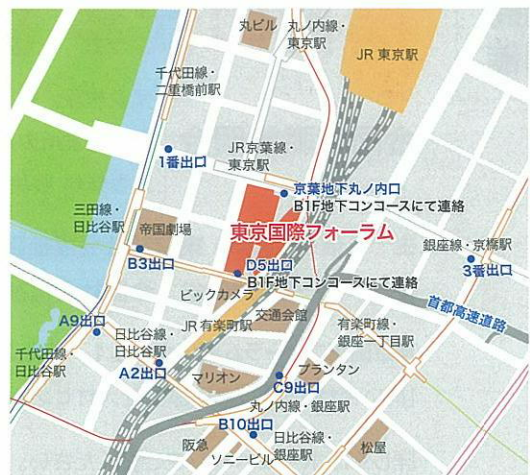 丸ビル
丸ノ内線・
東京駅
JR 東京駅
千代田線・
二重橋前駅
JR京葉線・
東京駅
1番出口
京葉地下丸ノ内口
B1F地下コンコースにて連絡
三田線・
日比谷駅
帝国劇場
東京国際フォーラム
銀座線・京橋駅
B3出口
D5出口
3番出口
B1F地下コンコースにて連絡
ビックカメラ
首都高速道路
交通会館
A9出口
日比谷線・
日比谷駅
JR 有楽町駅
有楽町線・
銀座一丁目駅
千代田線・
日比谷駅
A2出口
マリオン
プランタン
C9出口
丸ノ内線・銀座駅
B10出口
阪急
日比谷線・
銀座駅
ソニービル
松屋